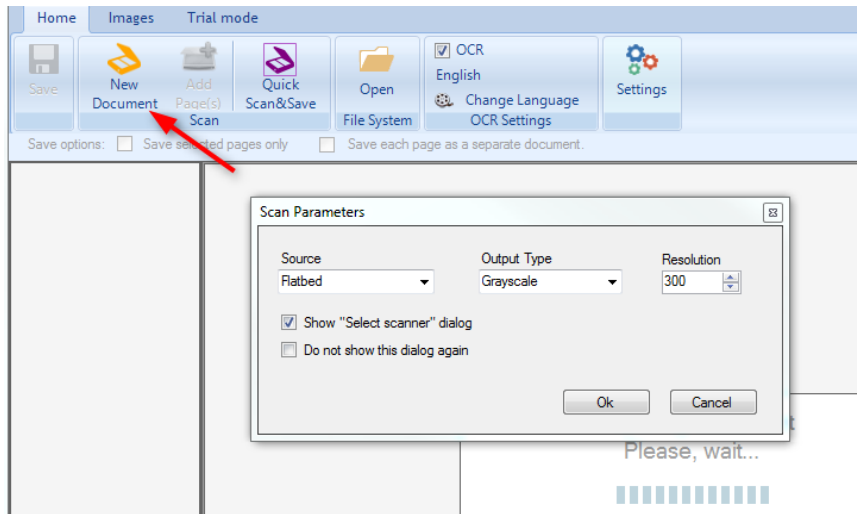 Home Images Trial mode
Save
New Document
Add Page(s)
Quick Scan&Save
Scan
Open
File System
OCR
English
Change Language
OCR Settings
Settings
Save options: Save selected pages only Save each page as a separate document.
Scan Parameters
Source Output Type Resolution
Flatbed Grayscale 300
Show "Select scanner" dialog
Do not show this dialog again
Ok Cancel
Please, wait...